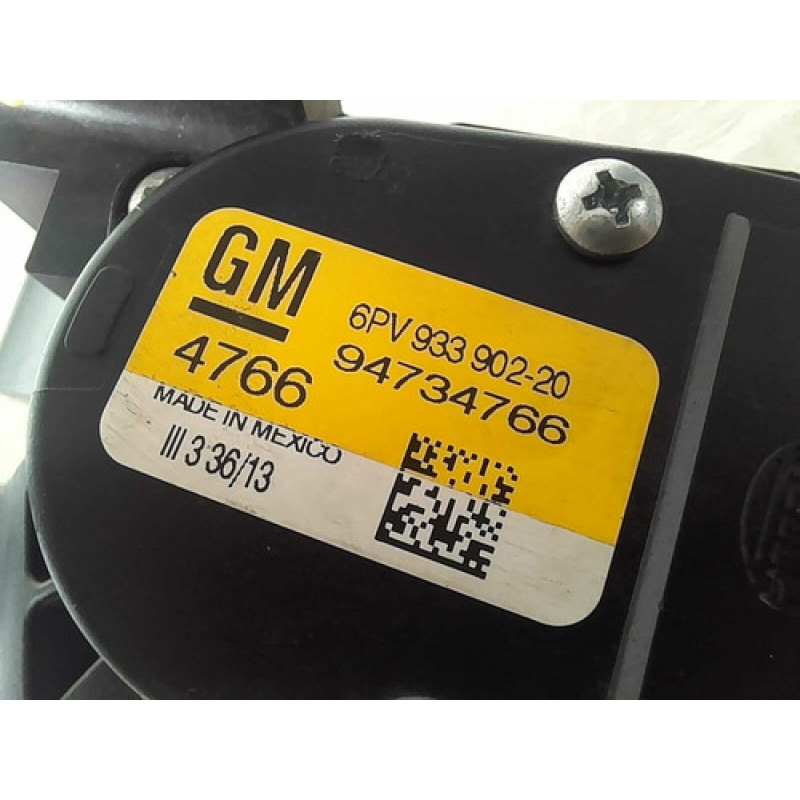 GM
6PV 933 902-20
4766
94734766
MADE IN MEXICO
III 3 36/13